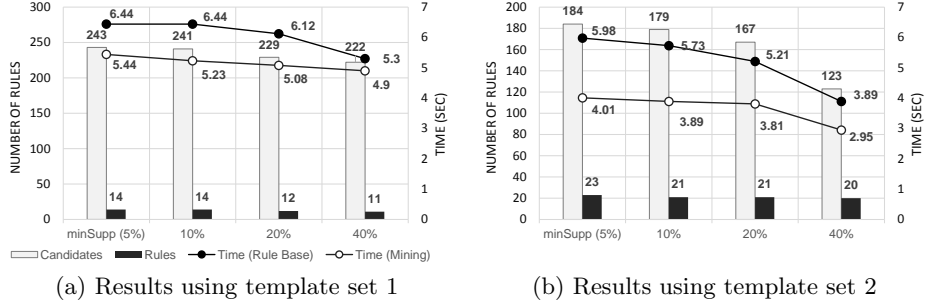 6.44 6.44 6.12 5.3
243 241 229 222
5.44 5.23 5.08 4.9
14 14 12 11
300
250
200
150
100
50
0
NUMBER OF RULES
7
6
5
4
3
2
1
0
TIME (SEC)
minSupp (5%) 10% 20% 40%
Candidates Rules Time (Rule Base) Time (Mining)
(a) Results using template set 1
184 179 167 123
5.98 5.73 5.21 3.89
4.01 3.89 3.81 2.95
23 21 21 20
200
180
160
140
120
100
80
60
40
20
0
NUMBER OF RULES
7
6
5
4
3
2
1
0
TIME (SEC)
minSupp (5%) 10% 20% 40%
(b) Results using template set 2